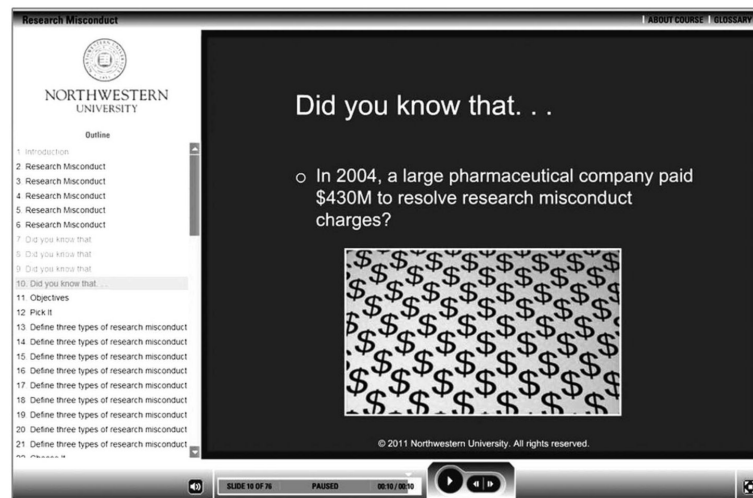 Research Misconduct
ABOUT COURSE | GLOSSARY
NORTHWESTERN
UNIVERSITY
Outline
1 Introduction
2 Research Misconduct
3 Research Misconduct
4 Research Misconduct
5 Research Misconduct
6 Research Misconduct
7 Did you know that
8 Did you know that
9 Did you know that
10. Did you know that. . .
11 Objectives
12 Pick It
13 Define three types of research misconduct
14 Define three types of research misconduct
15 Define three types of research misconduct
16 Define three types of research misconduct
17 Define three types of research misconduct
18 Define three types of research misconduct
19 Define three types of research misconduct
20 Define three types of research misconduct
21 Define three types of research misconduct
Did you know that. . .
In 2004, a large pharmaceutical company paid
$430M to resolve research misconduct
charges?
© 2011 Northwestern University. All rights reserved.
SLIDE 10 OF 76 PAUSED 00:10 / 00:10